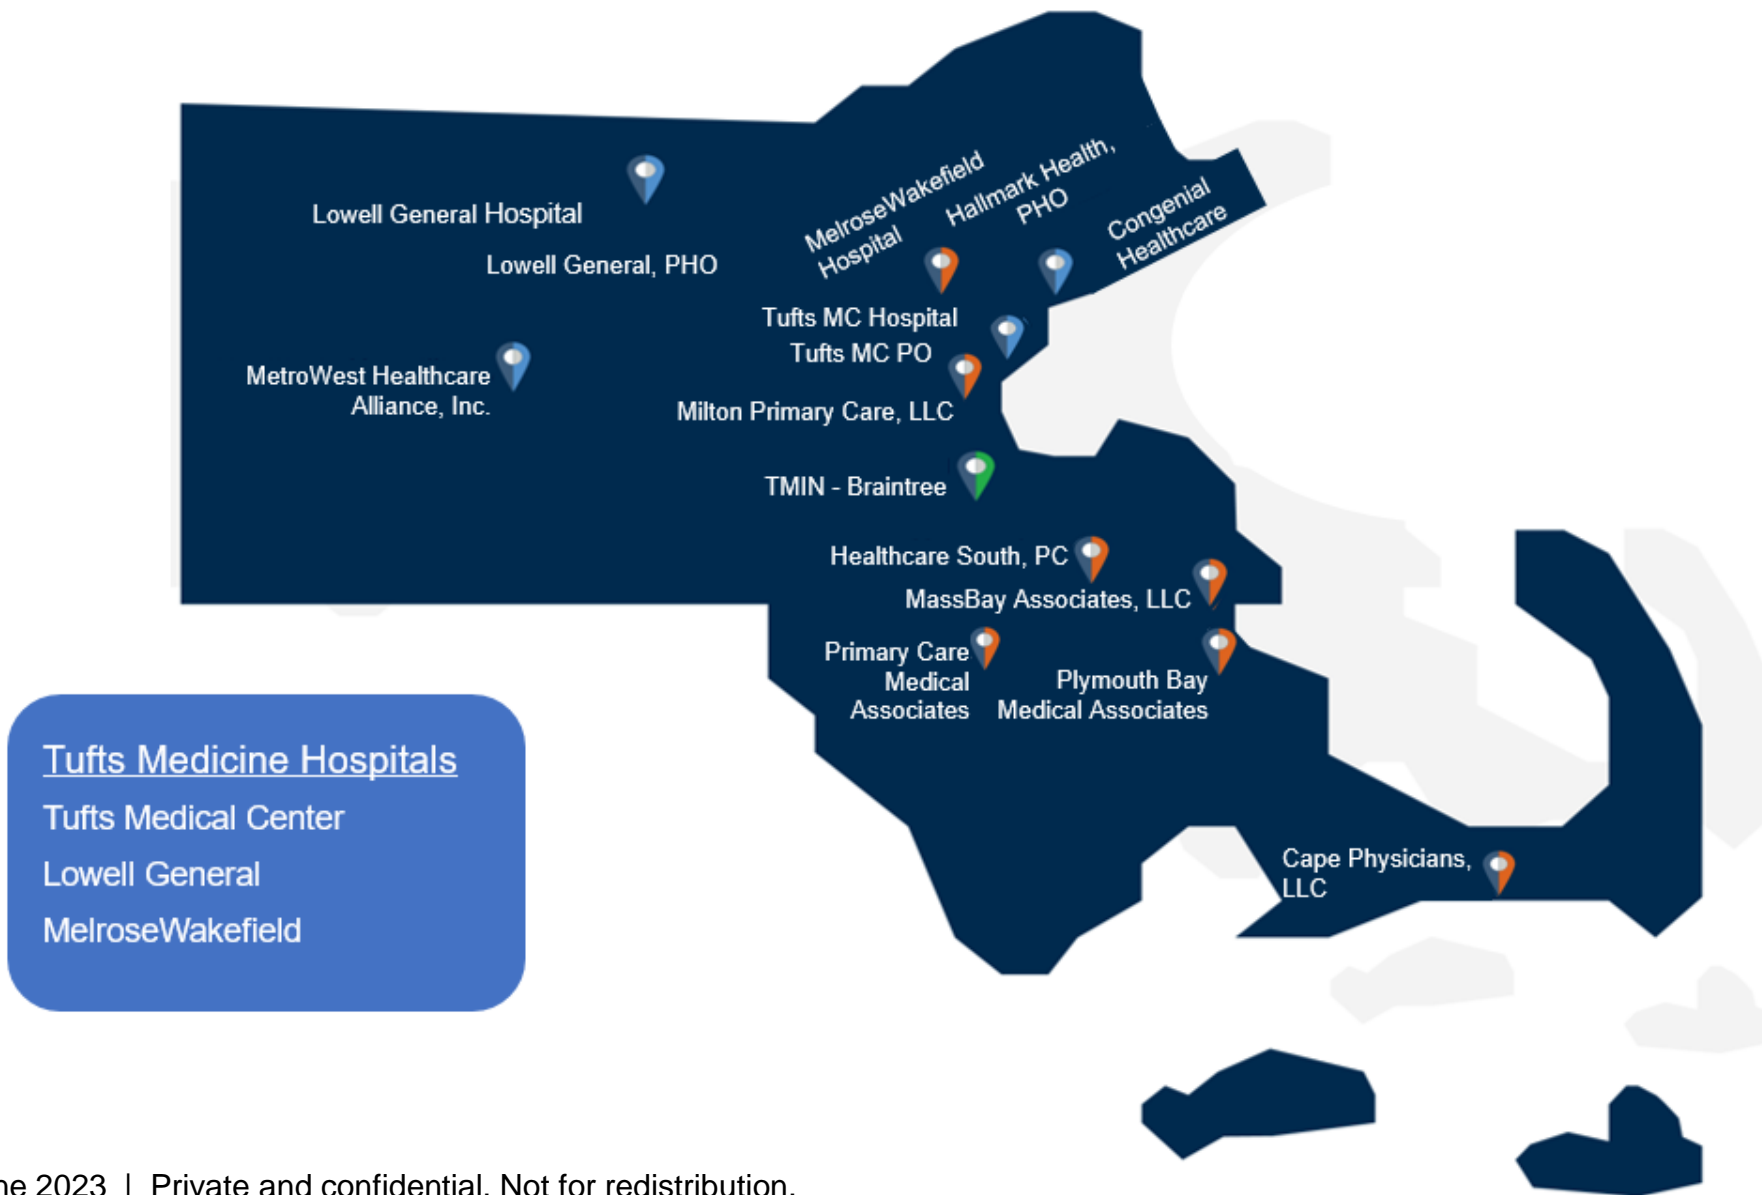 MelroseWakefield
Hospital
Hallmark Health,
PHO
Congenial
Healthcare
Lowell General Hospital
Lowell General, PHO
Tufts MC Hospital
Tufts MC PO
MetroWest Healthcare
Alliance, Inc.
Milton Primary Care, LLC
TMIN - Braintree
Healthcare South, PC
MassBay Associates, LLC
Primary Care
Medical
Associates
Plymouth Bay
Medical Associates
Cape Physicians,
LLC
Tufts Medicine Hospitals
Tufts Medical Center
Lowell General
MelroseWakefield
2023 | Private and confidential. Not for redistribution.